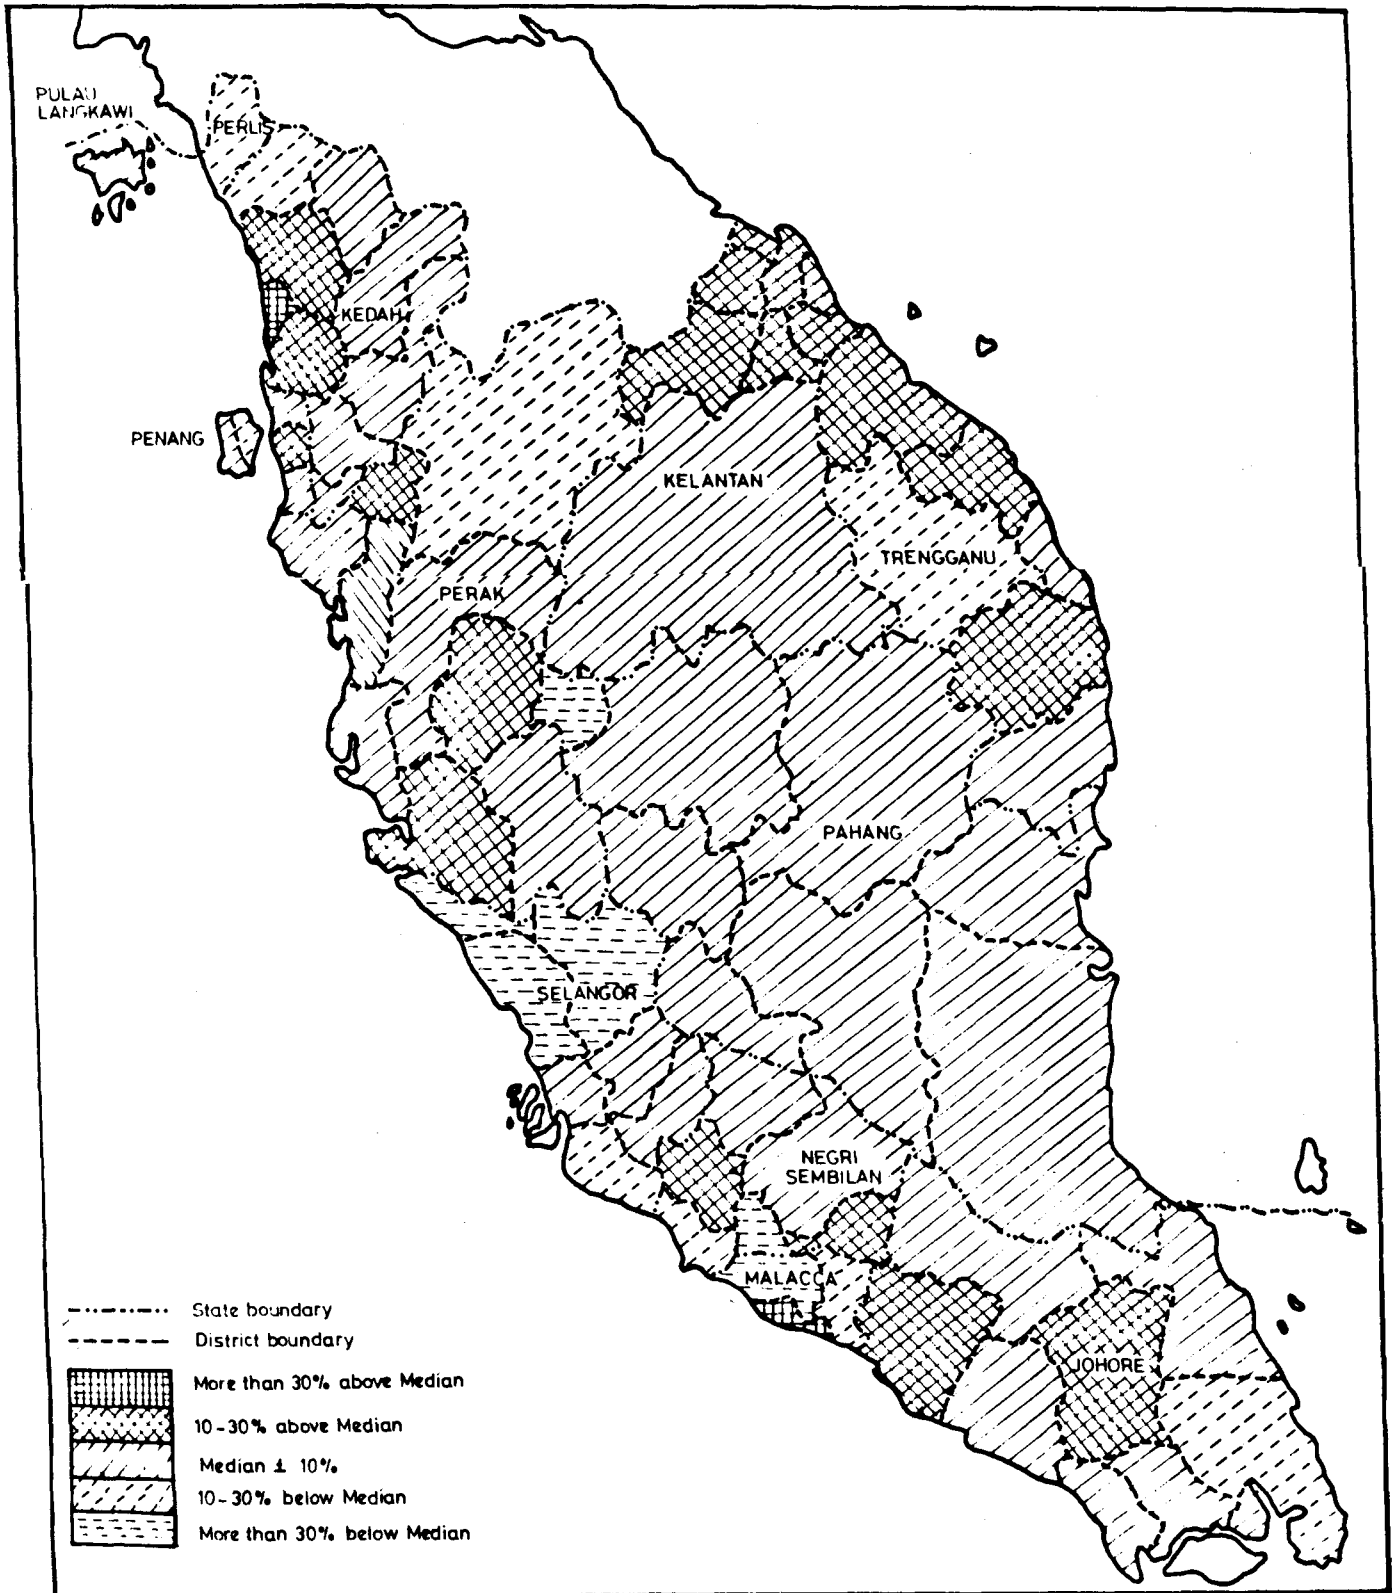 PULAU
LANGKAWI
PERLIS
KEDAH
PENANG
KELANTAN
TRENGGANU
PERAK
PAHANG
SELANGOR
NEGRI
SEMBILAN
MALACCA
JOHORE
State boundary
District boundary
More than 30% above Median
10-30% above Median
Median ± 10%
10-30% below Median
More than 30% below Median